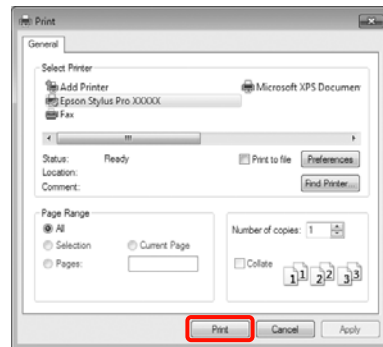 Print
General
Select Printer
Add Printer
Microsoft XPS Documen
Epson Stylus Pro XXXXX
Fax
Status: Ready
Print to file
Preferences
Location:
Comment:
Find Printer...
Page Range
All
Selection
Current Page
Pages:
Number of copies: 1
Collate
1 1 2 2 3 3
Print
Cancel
Apply